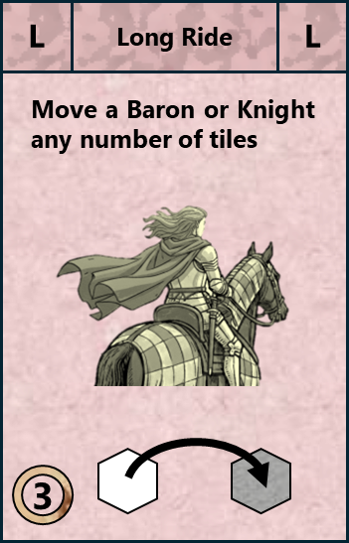 L Long Ride L
Move a Baron or Knight
any number of tiles
3